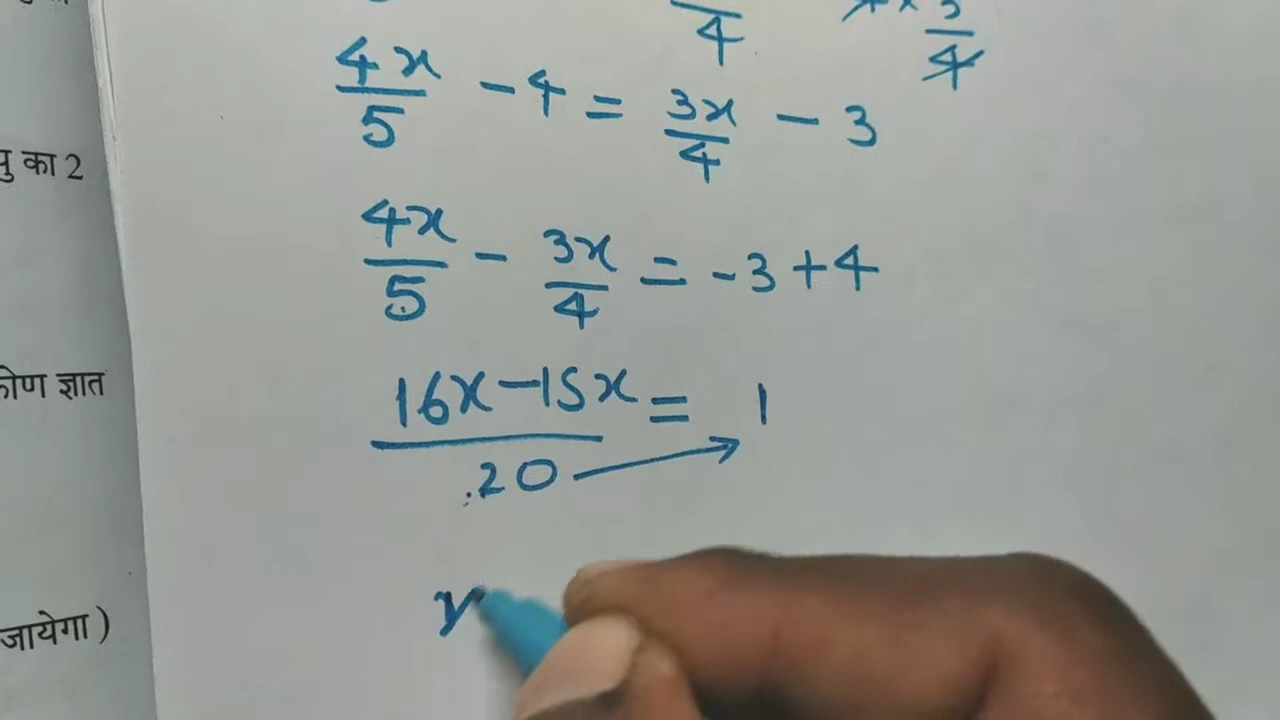 4
4x/5 - 4 = 3x/4 - 3
का 2
4x/5 - 3x/4 = -3 + 4
ज्ञात
16x - 15x / 20 = 1
जायेगा )